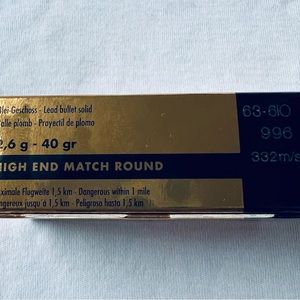 Blei-Geschoss - Lead bullet solid
Balle plomb - Proyectil de plomo
2,6 g - 40 gr
HIGH END MATCH ROUND
Maximale Flugweite 1,5 km - Dangerous within 1 mile
Dangereux jusqu'à 1,5 km - Peligroso hasta 1,5 km
63-610
996
332m/s